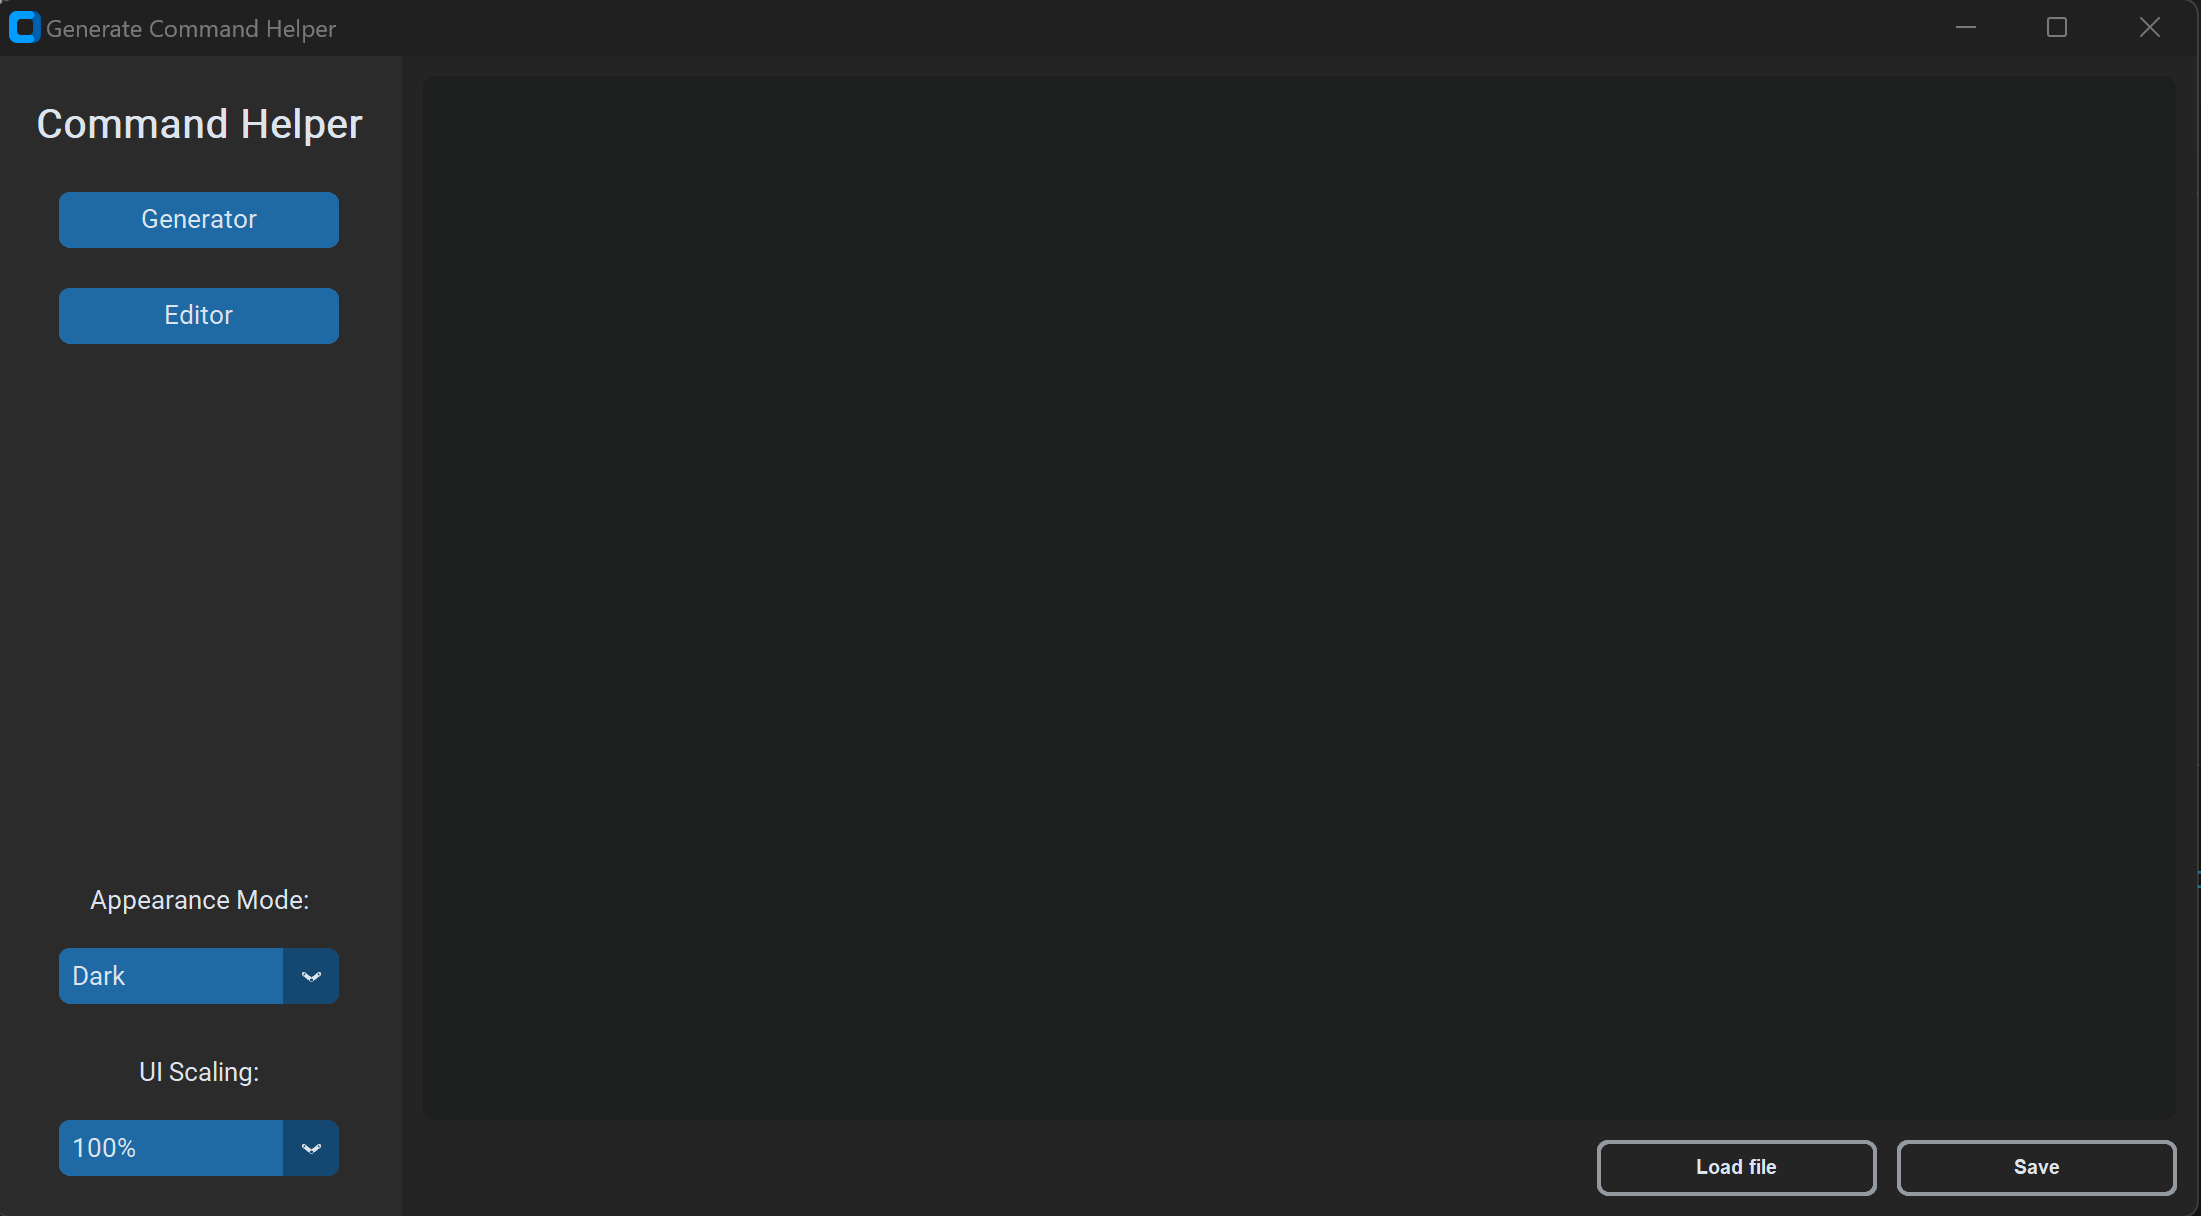 Generate Command Helper
Command Helper
Generator
Editor
Appearance Mode:
Dark
UI Scaling:
100%
Load file
Save